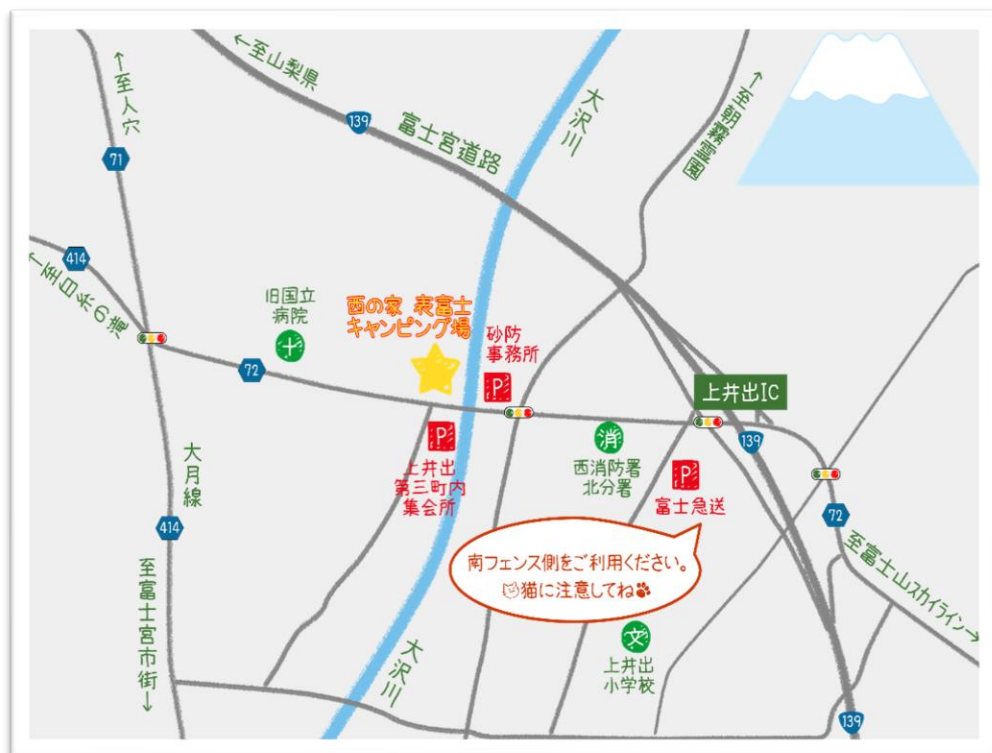 ←至山梨県
139
富士宮道路
大沢川
←至朝霧霊園
←至人穴
71
414
←至白糸の滝
旧国立
病院
西の家 表富士
キャンピング場
砂防
事務所
P
72
上井出IC
139
P
上井出
第三町内
集会所
消
西消防署
北分署
P
富士急送
72
至富士山スカイライン→
大月線
414
至富士宮市街→
南フェンス側をご利用ください。
猫に注意してね
文
上井出
小学校
大沢川
139